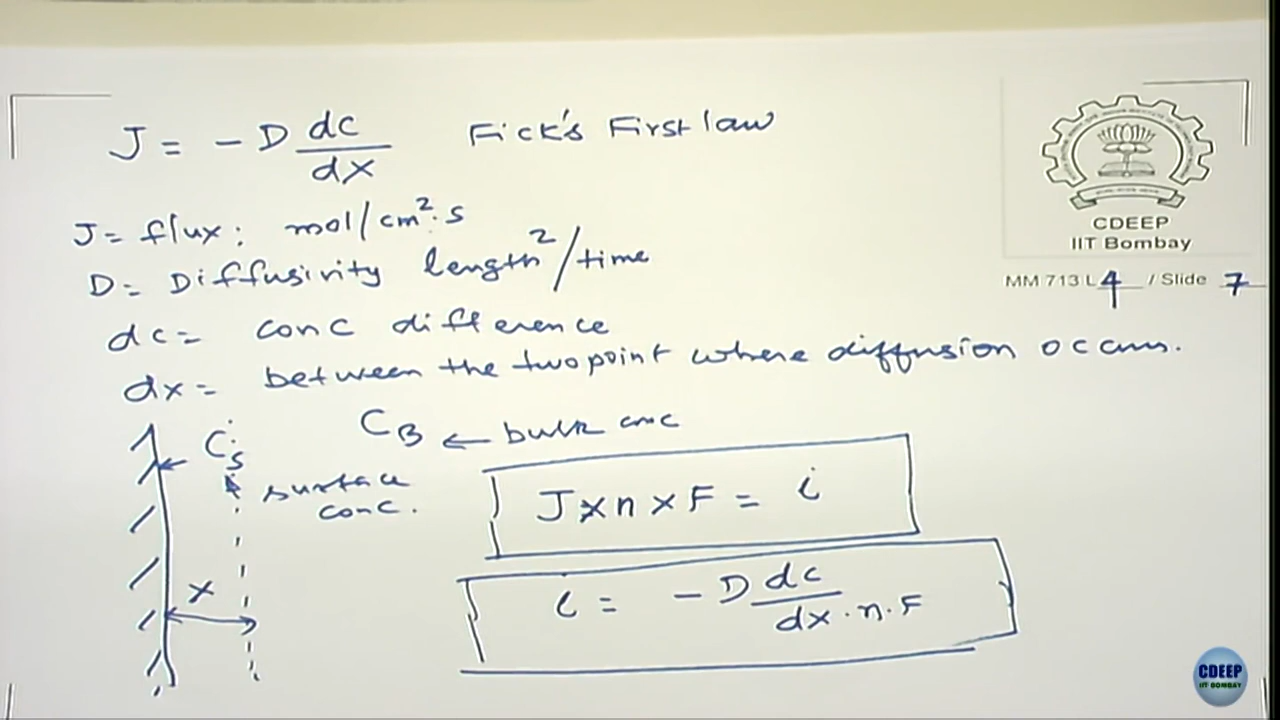 J = - D dc/dx Fick's First law
CDEEP
IIT Bombay
MM 713 L 4 / Slide 7
J = flux: mol/cm². s
D = Diffusivity length²/time
dc = conc difference
dx = between the two point where diffusion occurs.
Cs
surface
conc.
CB ← bulk conc
J x n x F = i
x
i = - D dc/dx . n . F
CDEEP
IIT BOMBAY